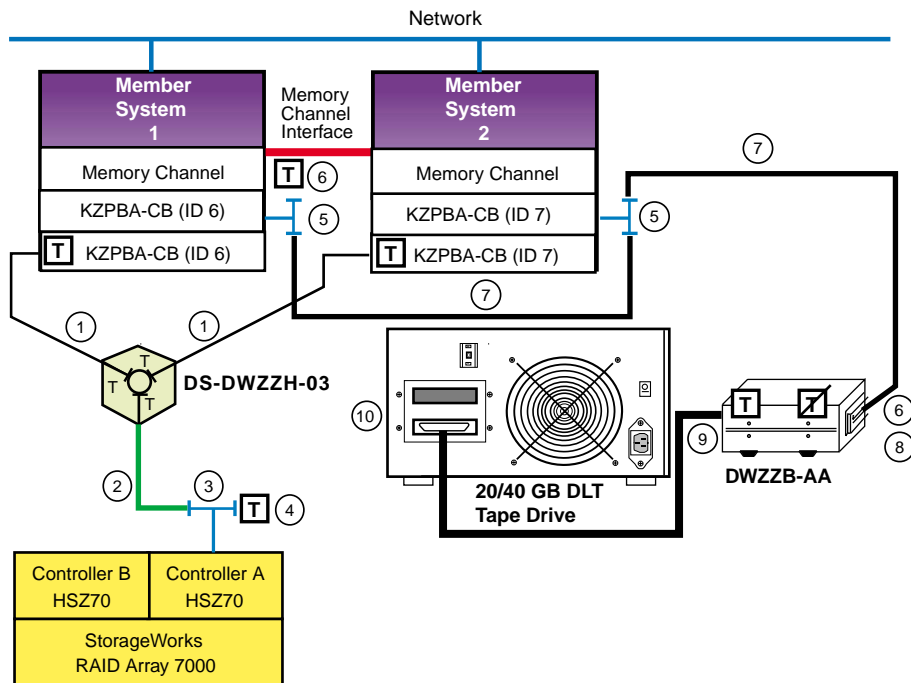 Network
Member
System
1
Memory
Channel
Interface
Member
System
2
7
Memory Channel
T
6
Memory Channel
KZPBA-CB (ID 6)
5
KZPBA-CB (ID 7)
5
T
KZPBA-CB (ID 6)
T
KZPBA-CB (ID 7)
7
1
1
T
T
T
DS-DWZZH-03
10
T
T
6
9
8
DWZZB-AA
2
3
T
4
20/40 GB DLT
Tape Drive
Controller B
HSZ70
Controller A
HSZ70
StorageWorks
RAID Array 7000